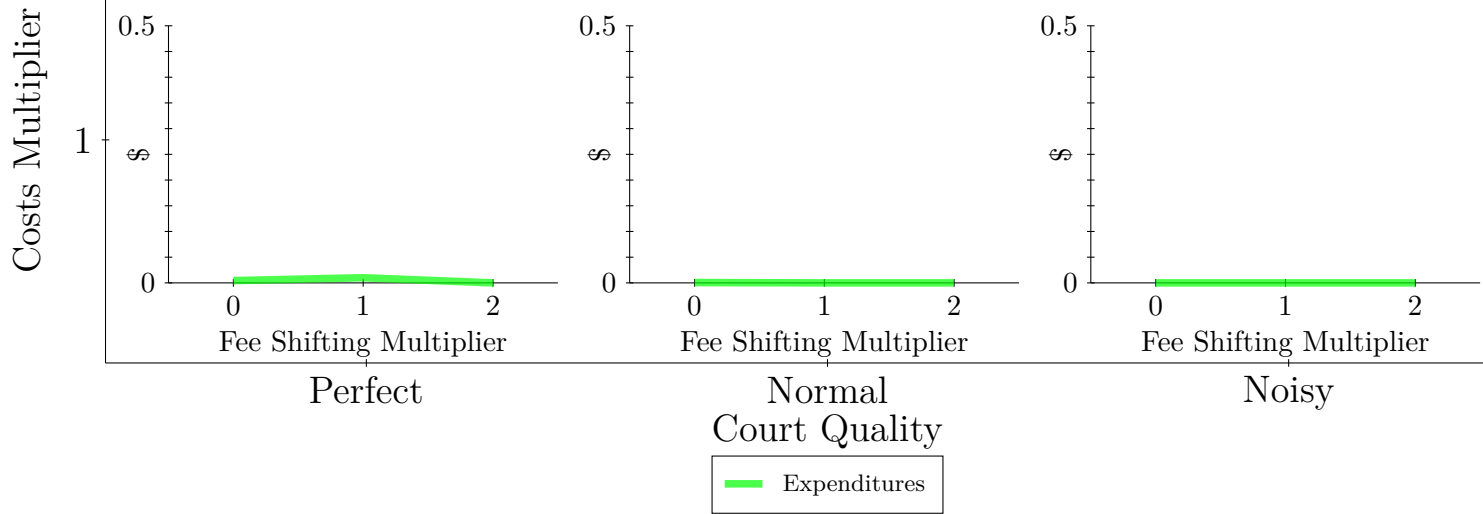 Costs Multiplier
1
0.5
$
0
0 1 2
Fee Shifting Multiplier
Perfect
0.5
$
0
0 1 2
Fee Shifting Multiplier
Normal
0.5
$
0
0 1 2
Fee Shifting Multiplier
Noisy
Court Quality
Expenditures